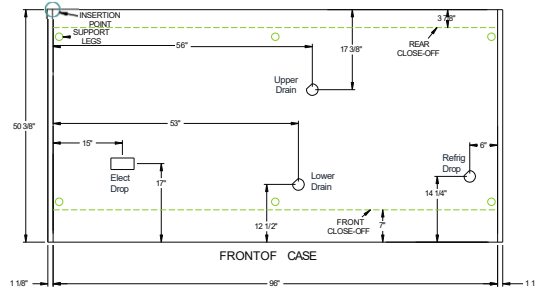 INSERTION
POINT
SUPPORT
LEGS
56"
17 3/8"
3 7/8"
REAR
CLOSE-OFF
Upper
Drain
50 3/8"
53"
15"
6"
Elect
Drop
17"
Lower
Drain
Refrig
Drop
14 1/4"
12 1/2"
FRONT
CLOSE-OFF
7"
FRONTOF CASE
1 1/8"
96"
1 1